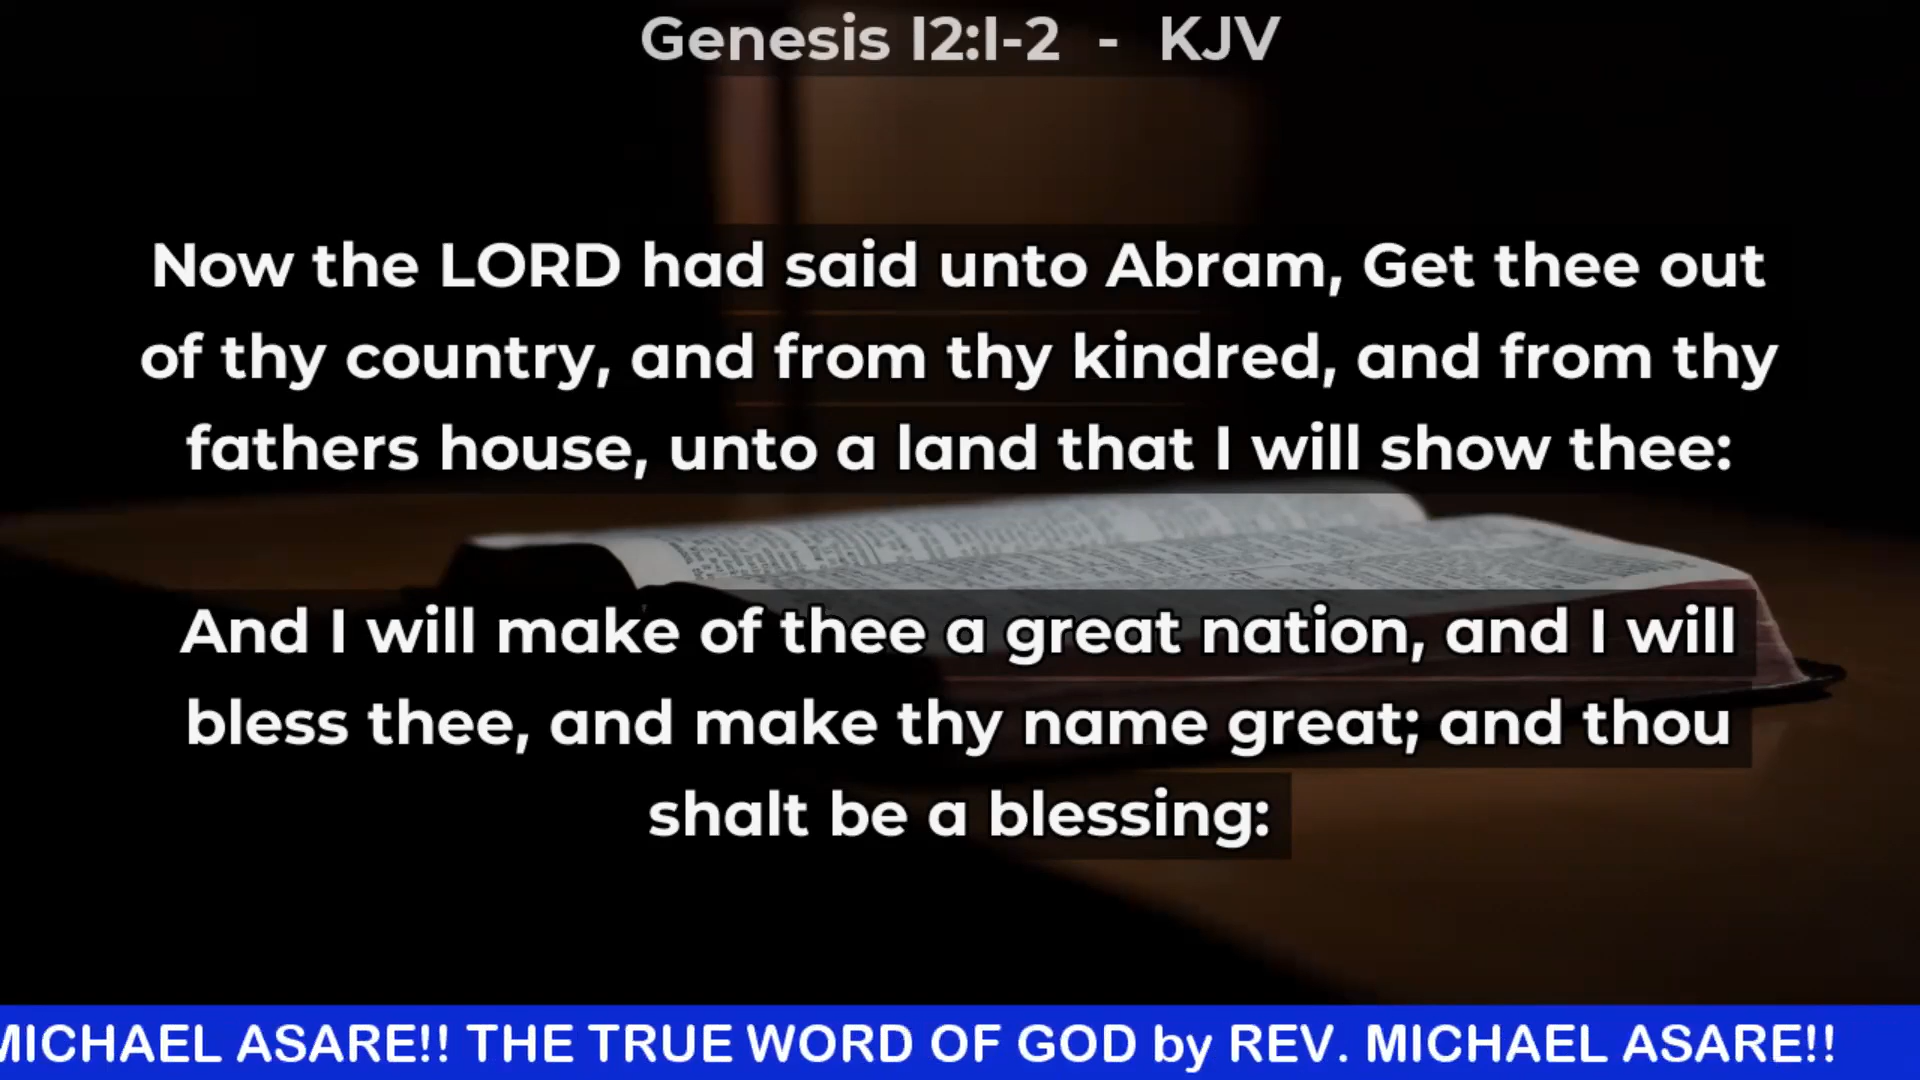 Genesis 12:1-2 - KJV
Now the LORD had said unto Abram, Get thee out
of thy country, and from thy kindred, and from thy
fathers house, unto a land that I will show thee:
And I will make of thee a great nation, and I will
bless thee, and make thy name great; and thou
shalt be a blessing:
MICHAEL ASARE!! THE TRUE WORD OF GOD by REV. MICHAEL ASARE!!